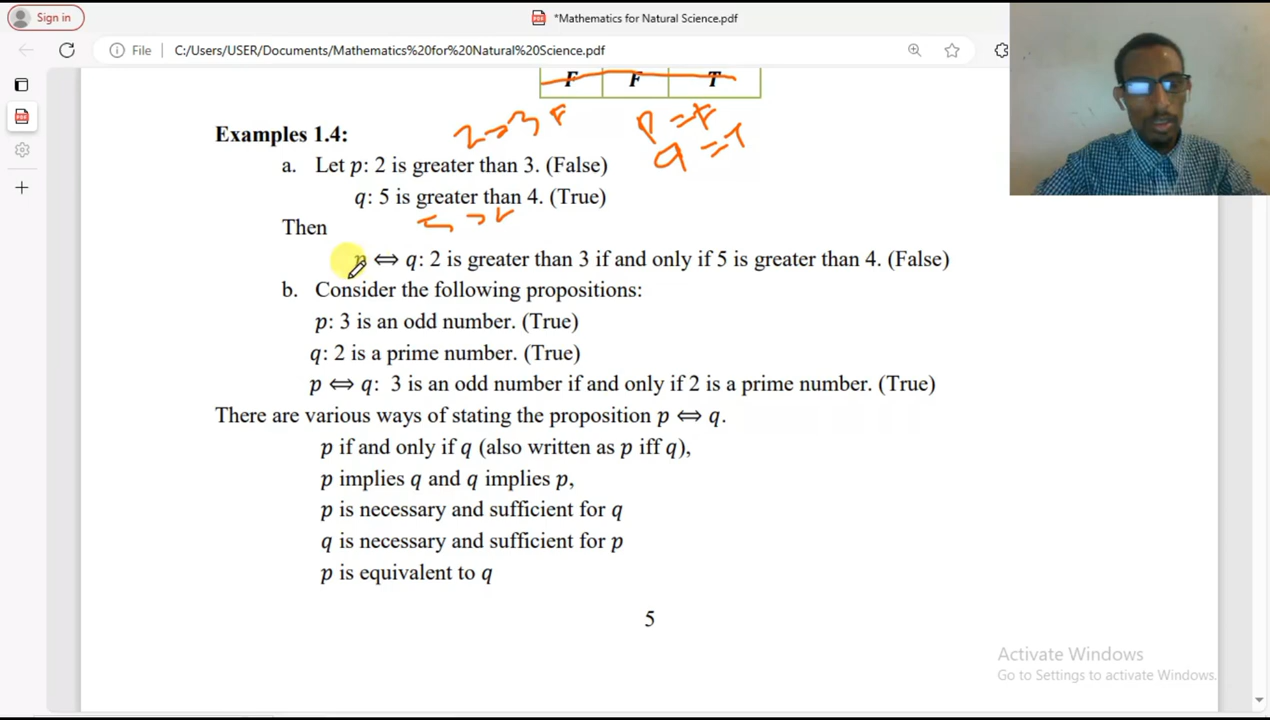 Sign in
*Mathematics for Natural Science.pdf
File C:/Users/USER/Documents/Mathematics%20for%20Natural%20Science.pdf
F F T
Examples 1.4:
2 > 3 F
p = F
q = T
a. Let p: 2 is greater than 3. (False)
q: 5 is greater than 4. (True)
Then
p ⇔ q: 2 is greater than 3 if and only if 5 is greater than 4. (False)
b. Consider the following propositions:
p: 3 is an odd number. (True)
q: 2 is a prime number. (True)
p ⇔ q: 3 is an odd number if and only if 2 is a prime number. (True)
There are various ways of stating the proposition p ⇔ q.
p if and only if q (also written as p iff q),
p implies q and q implies p,
p is necessary and sufficient for q
q is necessary and sufficient for p
p is equivalent to q
5
Activate Windows
Go to Settings to activate Windows.